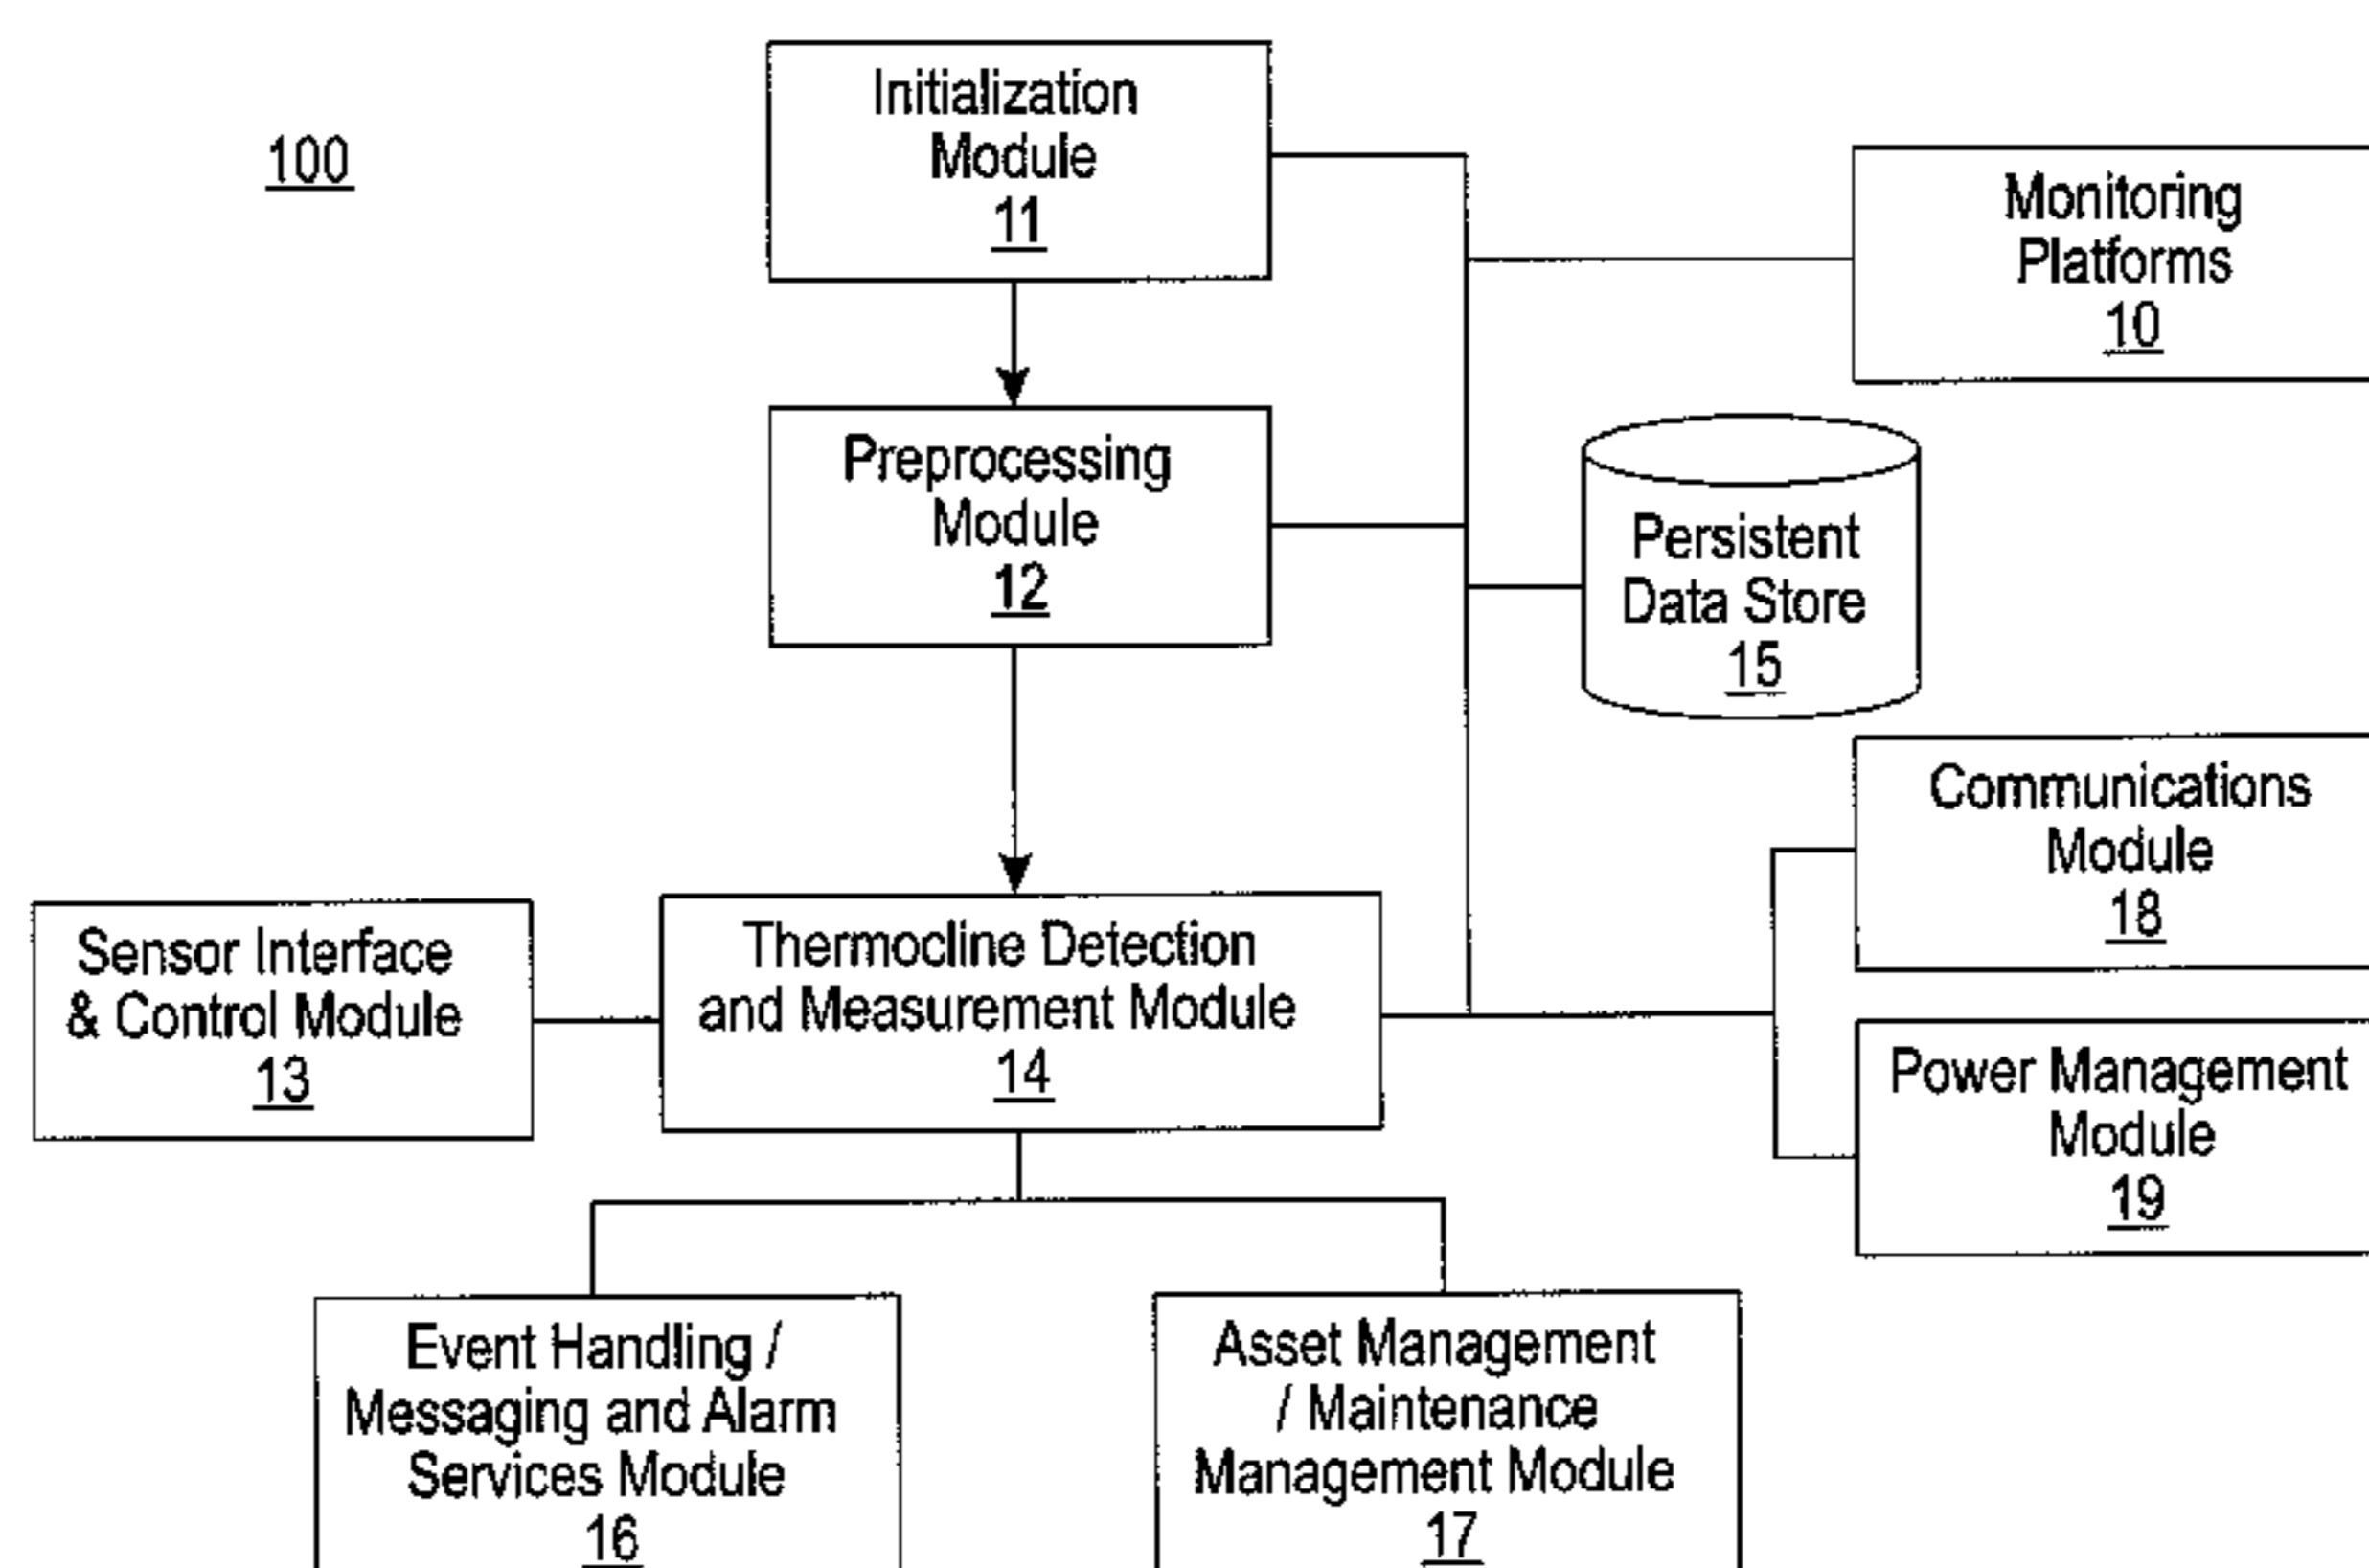 100
Initialization
Module
11
Monitoring
Platforms
10
Preprocessing
Module
12
Persistent
Data Store
15
Communications
Module
18
Sensor Interface
& Control Module
13
Thermocline Detection
and Measurement Module
14
Power Management
Module
19
Event Handling /
Messaging and Alarm
Services Module
16
Asset Management
/ Maintenance
Management Module
17